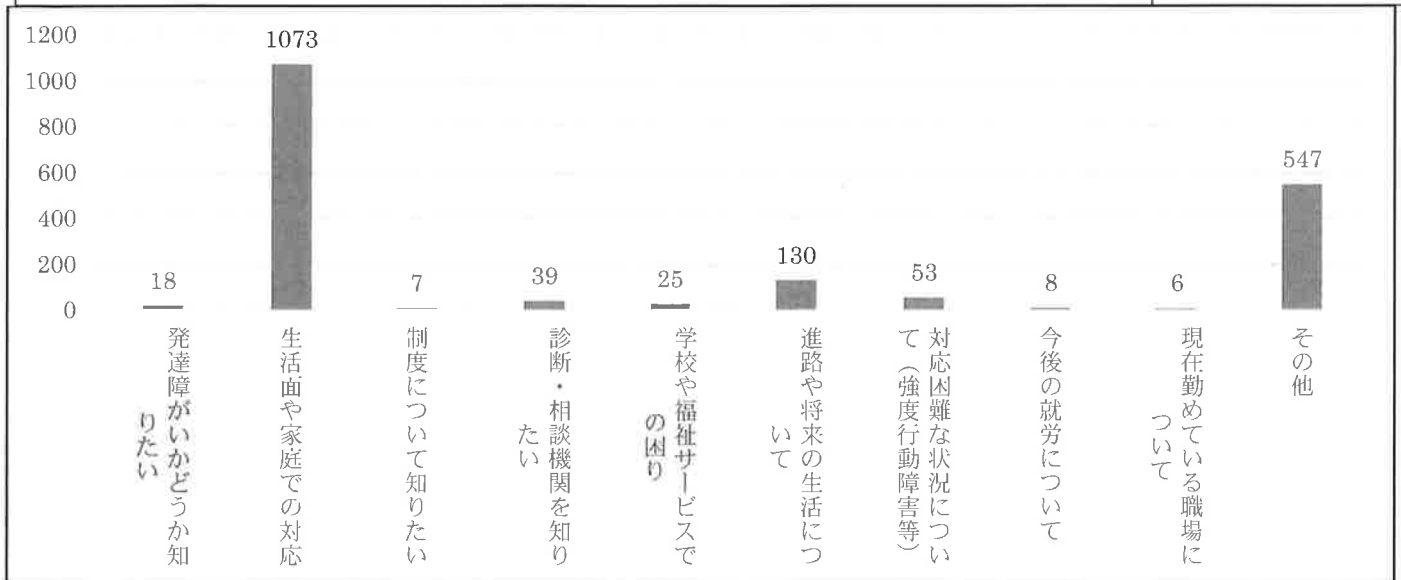 1200
1000
800
600
400
200
0
18
1073
7
39
25
130
53
8
6
547
発達障がいかどうか知
りたい
生活面や家庭での対応
制度について知りたい
診断・相談機関を知り
たい
学校や福祉サービスで
の困り
進路や将来の生活につ
いて
対応困難な状況につい
て（強度行動障害等）
今後の就労について
現在勤めている職場に
ついて
その他